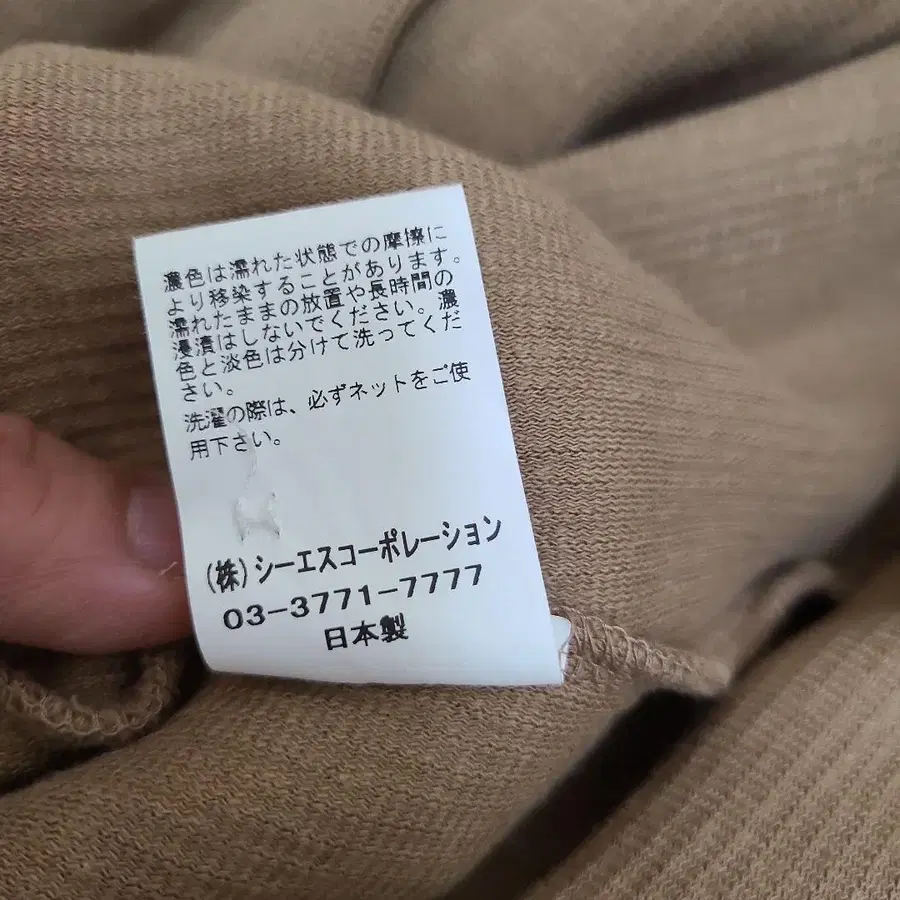 濃色は濡れた状態での摩擦に
より移染することがあります。
濡れたままの放置や長時間の
浸漬はしないでください。濃
色と淡色は分けて洗ってくだ
さい。
洗濯の際は、必ずネットをご使
用下さい。
(株)シーエスコーポレーション
03-3771-7777
日本製